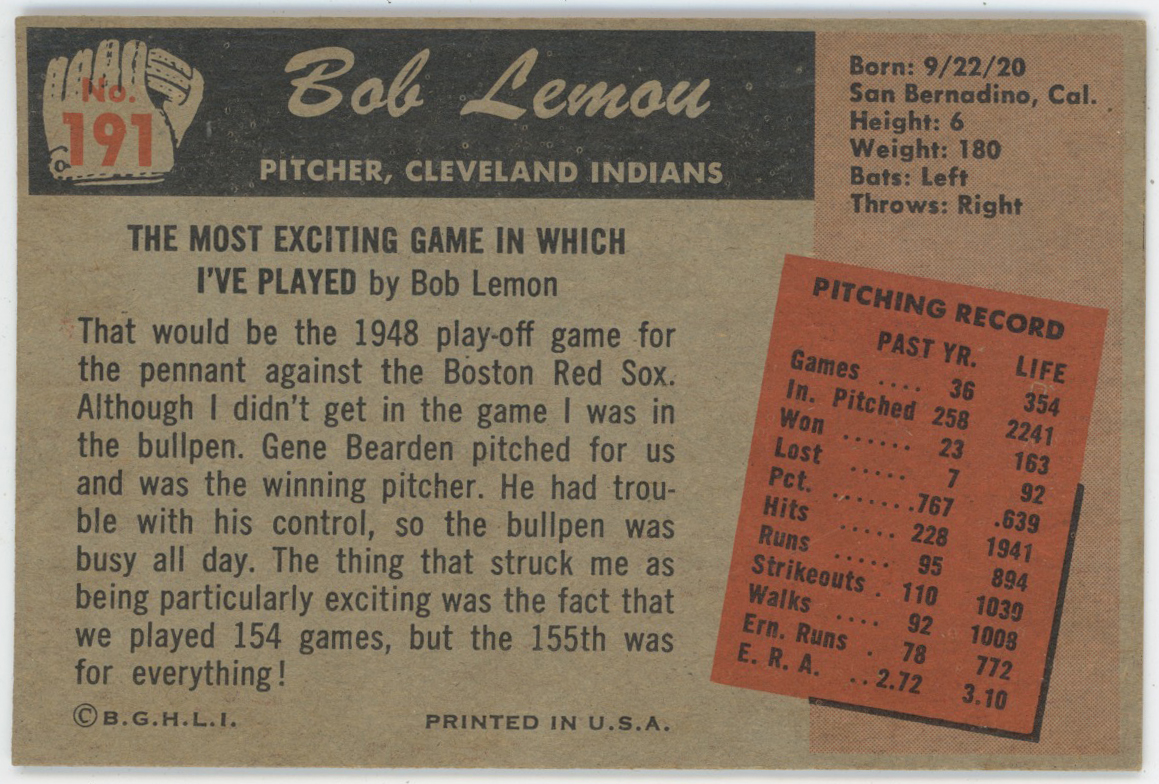 No.
191
Bob Lemon
PITCHER, CLEVELAND INDIANS
Born: 9/22/20
San Bernadino, Cal.
Height: 6
Weight: 180
Bats: Left
Throws: Right
THE MOST EXCITING GAME IN WHICH
I'VE PLAYED by Bob Lemon
That would be the 1948 play-off game for
the pennant against the Boston Red Sox.
Although I didn't get in the game I was in
the bullpen. Gene Bearden pitched for us
and was the winning pitcher. He had trou-
ble with his control, so the bullpen was
busy all day. The thing that struck me as
being particularly exciting was the fact that
we played 154 games, but the 155th was
for everything!
©B.G.H.L.I. PRINTED IN U.S.A.
PITCHING RECORD
PAST YR. LIFE
Games .... 36 354
In. Pitched 258 2241
Won ...... 23 163
Lost ..... 7 92
Pct. .......767 .639
Hits ..... 228 1941
Runs ..... 95 894
Strikeouts . 110 1039
Walks .... 92 1008
Ern. Runs . 78 772
E. R. A. ..2.72 3.10